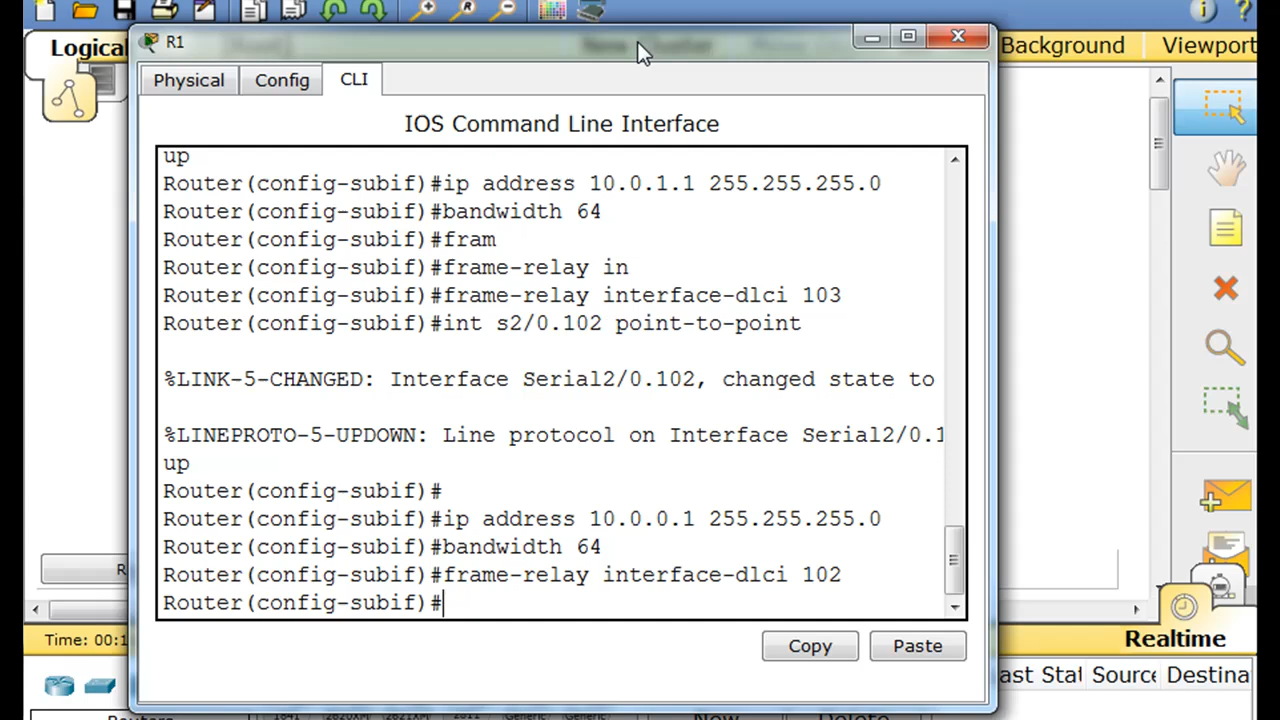 R1
Logical
Background
Viewport
Physical
Config
CLI
IOS Command Line Interface
up
Router(config-subif)#ip address 10.0.1.1 255.255.255.0
Router(config-subif)#bandwidth 64
Router(config-subif)#fram
Router(config-subif)#frame-relay in
Router(config-subif)#frame-relay interface-dlci 103
Router(config-subif)#int s2/0.102 point-to-point
%LINK-5-CHANGED: Interface Serial2/0.102, changed state to
%LINEPROTO-5-UPDOWN: Line protocol on Interface Serial2/0.1
up
Router(config-subif)#
Router(config-subif)#ip address 10.0.0.1 255.255.255.0
Router(config-subif)#bandwidth 64
Router(config-subif)#frame-relay interface-dlci 102
Router(config-subif)#
Copy
Paste
R
Time: 00:1
Realtime
ast Stat Source Destina